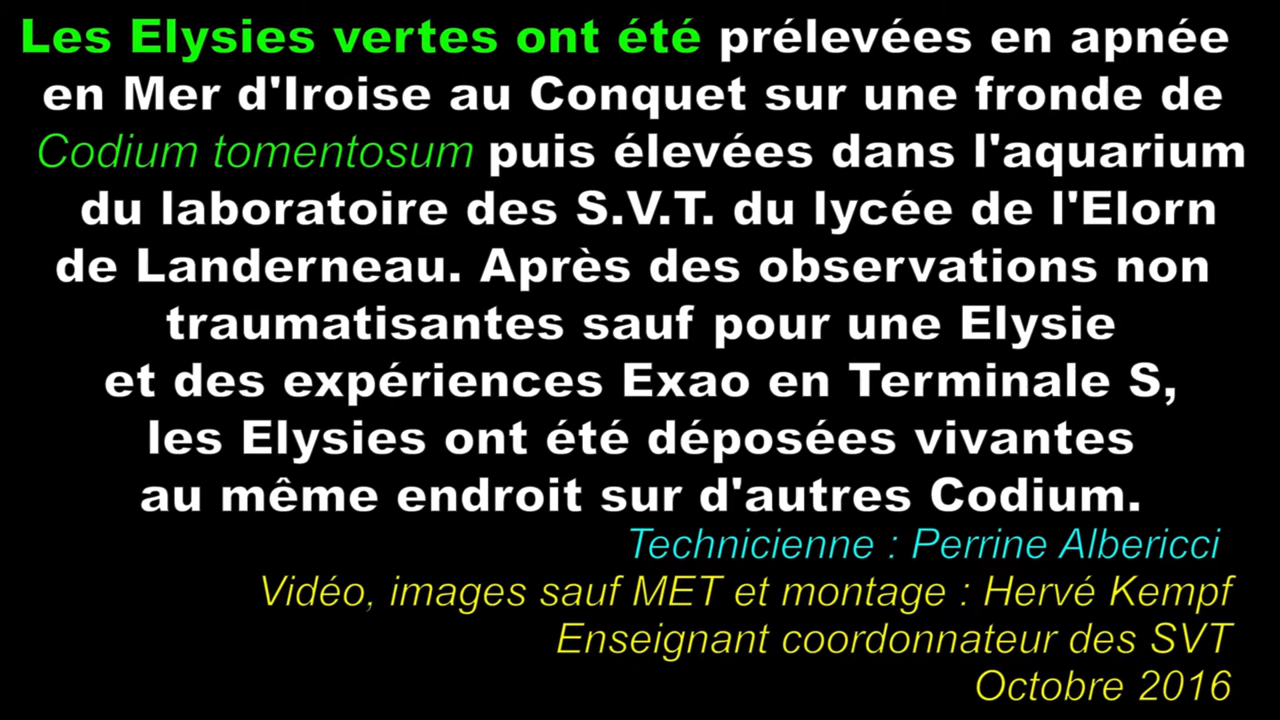 Les Elysies vertes ont été prélevées en apnée
en Mer d'Iroise au Conquet sur une fronde de
Codium tomentosum puis élevées dans l'aquarium
du laboratoire des S.V.T. du lycée de l'Elorn
de Landerneau. Après des observations non
traumatisantes sauf pour une Elysie
et des expériences Exao en Terminale S,
les Elysies ont été déposées vivantes
au même endroit sur d'autres Codium.
Technicienne : Perrine Albericci
Vidéo, images sauf MET et montage : Hervé Kempf
Enseignant coordonnateur des SVT
Octobre 2016